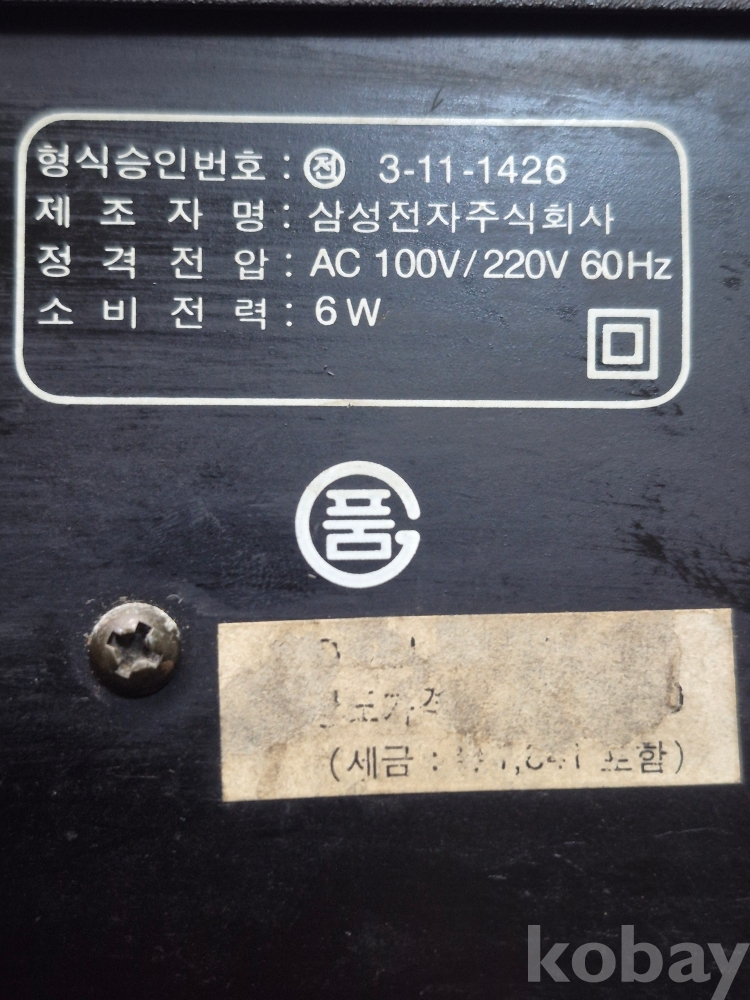 형식승인번호 : ㉠ 3-11-1426
제 조 자 명 : 삼성전자주식회사
정 격 전 압 : AC 100V/220V 60Hz
소 비 전 력 : 6W
품
(세금 : 포함)
kobay